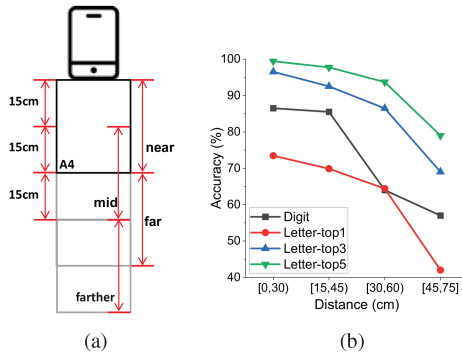 15cm
15cm
15cm
A4
near
mid
far
farther
(a)
Accuracy (%)
100
90
80
70
60
50
40
Digit
Letter-top1
Letter-top3
Letter-top5
[0,30) [15,45) [30,60) [45,75]
Distance (cm)
(b)